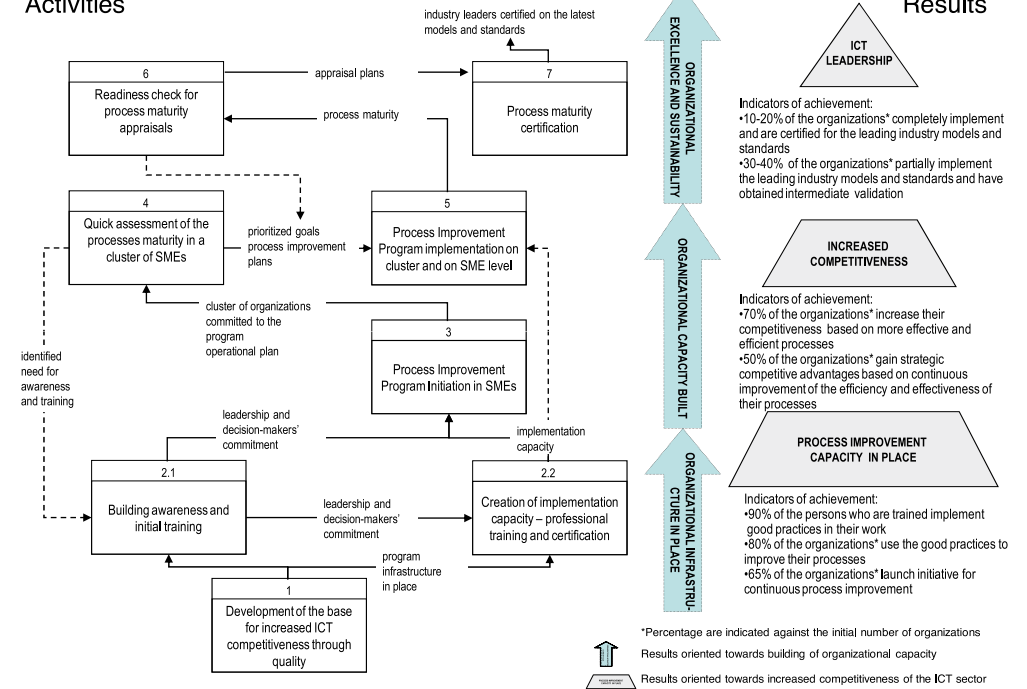 Activities
Results
industry leaders certified on the latest
models and standards
6
Readiness check for
process maturity
appraisals
appraisal plans
process maturity
7
Process maturity
certification
4
Quick assessment of the
processes maturity in a
cluster of SMEs
prioritized goals
process improvement
plans
5
Process Improvement
Program implementation on
cluster and on SME level
cluster of organizations
committed to the
program
operational plan
3
Process Improvement
Program Initiation in SMEs
identified
need for
awareness
and training
leadership and
decision-makers'
commitment
implementation
capacity
2.1
Building awareness and
initial training
leadership and
decision-makers'
commitment
2.2
Creation of implementation
capacity – professional
training and certification
program
infrastructure
in place
1
Development of the base
for increased ICT
competitiveness through
quality
ORGANIZATIONAL
EXCELLENCE AND SUSTAINABILITY
ORGANIZATIONAL CAPACITY BUILT
ORGANIZATIONAL INFRASTRU-
CTURE IN PLACE
ICT
LEADERSHIP
Indicators of achievement:
•10-20% of the organizations* completely implement
and are certified for the leading industry models and
standards
•30-40% of the organizations* partially implement
the leading industry models and standards and have
obtained intermediate validation
INCREASED
COMPETITIVENESS
Indicators of achievement:
•70% of the organizations* increase their
competitiveness based on more effective and
efficient processes
•50% of the organizations* gain strategic
competitive advantages based on continuous
improvement of the efficiency and effectiveness of
their processes
PROCESS IMPROVEMENT
CAPACITY IN PLACE
Indicators of achievement:
•90% of the persons who are trained implement
good practices in their work
•80% of the organizations* use the good practices to
improve their processes
•65% of the organizations* launch initiative for
continuous process improvement
*Percentage are indicated against the initial number of organizations
Results oriented towards building of organizational capacity
Results oriented towards increased competitiveness of the ICT sector